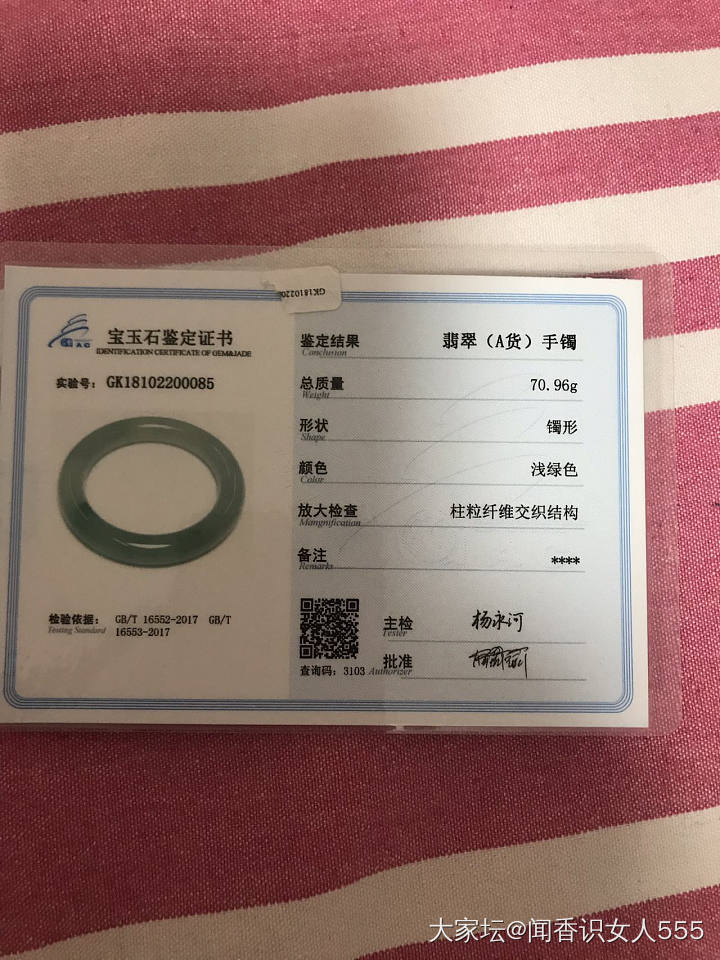 GK1810220
宝玉石鉴定证书
IDENTIFICATION CERTIFICATE OF GEM&JADE
实验号： GK18102200085
检验依据： GB/T 16552-2017 GB/T
Testing Standard 16553-2017
鉴定结果 翡翠（A货）手镯
Conclusion
总质量 70.96g
Weight
形状 镯形
Shape
颜色 浅绿色
Color
放大检查 柱粒纤维交织结构
Mangnification
备注 ****
Remarks
主检 杨永河
Tester
批准
Authorizer
查询码：3103
大家坛@闻香识女人555